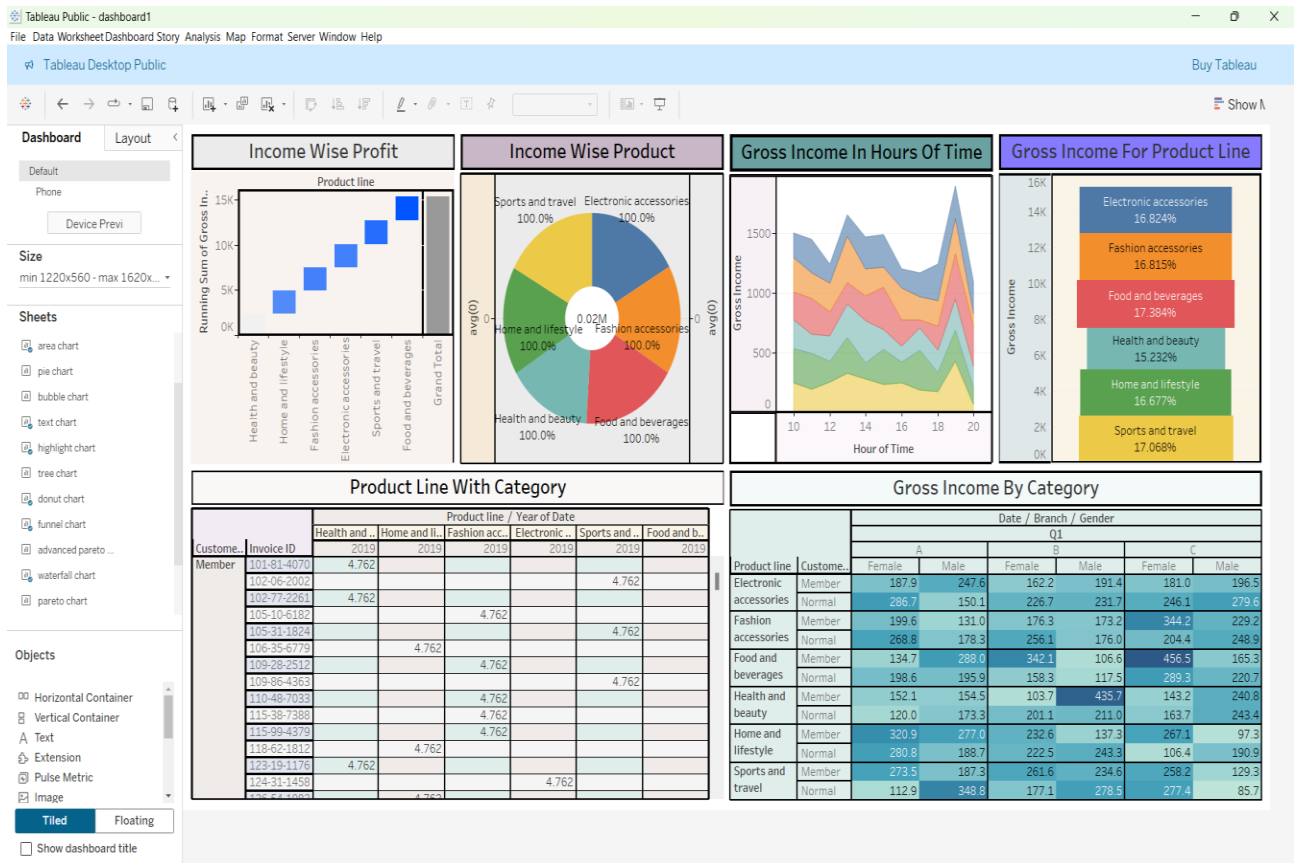 Tableau Public - dashboard1
File Data Worksheet Dashboard Story Analysis Map Format Server Window Help
Tableau Desktop Public
Buy Tableau
Show M
Dashboard
Layout
Default
Phone
Device Previ
Size
min 1220x560 - max 1620x...
Sheets
area chart
pie chart
bubble chart
text chart
highlight chart
tree chart
donut chart
funnel chart
advanced pareto ...
waterfall chart
pareto chart
Objects
Horizontal Container
Vertical Container
Text
Extension
Pulse Metric
Image
Tiled
Floating
Show dashboard title
Income Wise Profit
Product line
Running Sum of Gross In..
15K
10K
5K
0K
Health and beauty
Home and lifestyle
Fashion accessories
Electronic accessories
Sports and travel
Food and beverages
Grand Total
Income Wise Product
avg(0)
0
Sports and travel
100.0%
Electronic accessories
100.0%
Home and lifestyle
100.0%
0.02M
Fashion accessories
100.0%
Health and beauty
100.0%
Food and beverages
100.0%
0
avg(0)
Gross Income In Hours Of Time
Gross Income
1500
1000
500
0
10 12 14 16 18 20
Hour of Time
Gross Income For Product Line
Gross Income
16K
14K
12K
10K
8K
6K
4K
2K
0K
Electronic accessories
16.824%
Fashion accessories
16.815%
Food and beverages
17.384%
Health and beauty
15.232%
Home and lifestyle
16.677%
Sports and travel
17.068%
Product Line With Category
Product line / Year of Date
Health and .. Home and li.. Fashion acc.. Electronic .. Sports and .. Food and b..
Custome.. Invoice ID 2019 2019 2019 2019 2019 2019
Member 101-81-4070 4.762
102-06-2002 4.762
102-77-2261 4.762
105-10-6182 4.762
105-31-1824 4.762
106-35-6779 4.762
109-28-2512 4.762
109-86-4363 4.762
110-48-7033 4.762
115-38-7388 4.762
115-99-4379 4.762
118-62-1812 4.762
123-19-1176 4.762
124-31-1458 4.762
4.762
Gross Income By Category
Date / Branch / Gender
Q1
A B C
Product line Custome.. Female Male Female Male Female Male
Electronic accessories Member 187.9 247.6 162.2 191.4 181.0 196.5
Normal 286.7 150.1 226.7 231.7 246.1 279.6
Fashion accessories Member 199.6 131.0 176.3 173.2 344.2 229.2
Normal 268.8 178.3 256.1 176.0 204.4 248.9
Food and beverages Member 134.7 288.0 342.1 106.6 456.5 165.3
Normal 198.6 195.9 158.3 117.5 289.3 220.7
Health and beauty Member 152.1 154.5 103.7 435.7 143.2 240.8
Normal 120.0 173.3 201.1 211.0 163.7 243.4
Home and lifestyle Member 320.9 277.0 232.6 137.3 267.1 97.3
Normal 280.8 188.7 222.5 243.3 106.4 190.9
Sports and travel Member 273.5 187.3 261.6 234.6 258.2 129.3
Normal 112.9 348.8 177.1 278.5 277.4 85.7